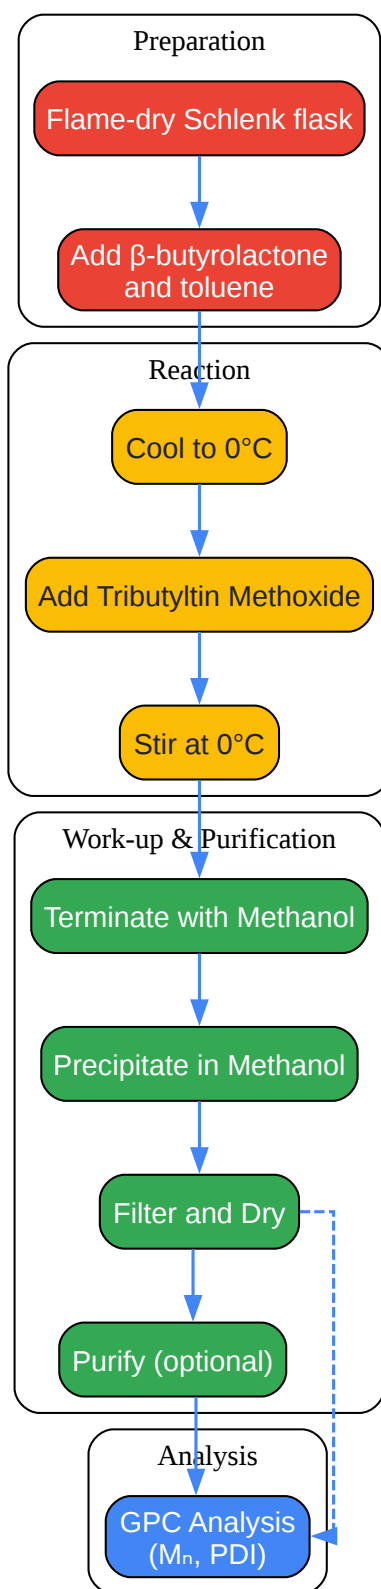 Preparation
Flame-dry Schlenk flask
Add β-butyrolactone
and toluene
Reaction
Cool to 0°C
Add Tributyltin Methoxide
Stir at 0°C
Work-up & Purification
Terminate with Methanol
Precipitate in Methanol
Filter and Dry
Purify (optional)
Analysis
GPC Analysis
(Mₙ, PDI)